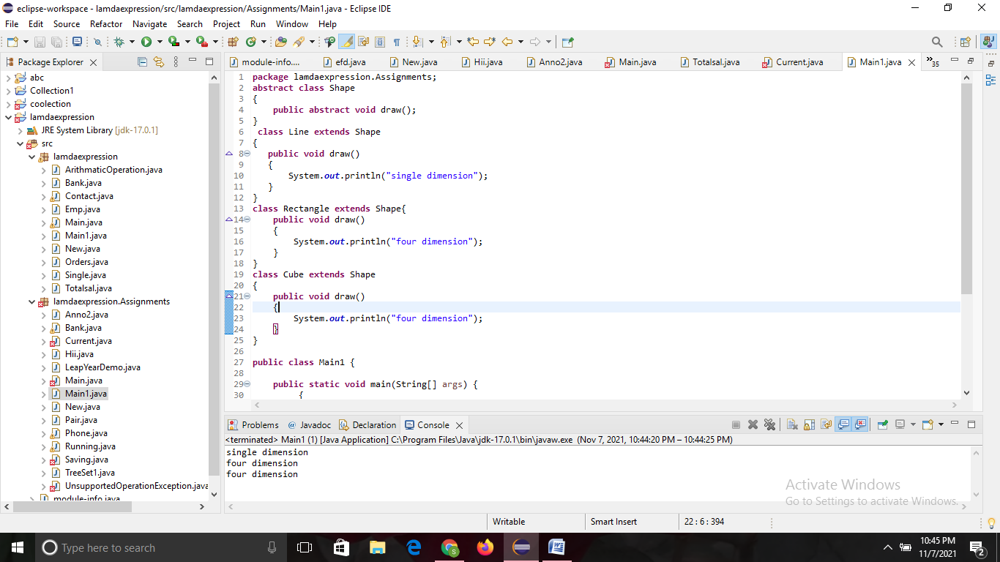 eclipse-workspace - lamdaexpression/src/lamdaexpression/Assignments/Main1.java - Eclipse IDE
File Edit Source Refactor Navigate Search Project Run Window Help
Package Explorer
module-info.... efd.java New.java Hii.java Anno2.java Main.java Totalsal.java Current.java Main1.java 35
abc
Collection1
coolection
lamdaexpression
JRE System Library [jdk-17.0.1]
src
lamdaexpression
ArithmaticOperation.java
Bank.java
Contact.java
Emp.java
Main.java
Main1.java
New.java
Orders.java
Single.java
Totalsal.java
lamdaexpression.Assignments
Anno2.java
Bank.java
Current.java
Hii.java
LeapYearDemo.java
Main.java
Main1.java
New.java
Pair.java
Phone.java
Running.java
Saving.java
TreeSet1.java
UnsupportedOperationException.java
module-info.java
1 package lamdaexpression.Assignments;
2 abstract class Shape
3 {
4 public abstract void draw();
5 }
6 class Line extends Shape
7 {
8 public void draw()
9 {
10 System.out.println("single dimension");
11 }
12 }
13 class Rectangle extends Shape{
14 public void draw()
15 {
16 System.out.println("four dimension");
17 }
18 }
19 class Cube extends Shape
20 {
21 public void draw()
22 {
23 System.out.println("four dimension");
24 }
25 }
26
27 public class Main1 {
28
29 public static void main(String[] args) {
30 {
Problems @ Javadoc Declaration Console
<terminated> Main1 (1) [Java Application] C:\Program Files\Java\jdk-17.0.1\bin\javaw.exe (Nov 7, 2021, 10:44:20 PM – 10:44:25 PM)
single dimension
four dimension
four dimension
Activate Windows
Go to Settings to activate Windows.
Writable Smart Insert 22 : 6 : 394
Type here to search
10:45 PM
11/7/2021
2